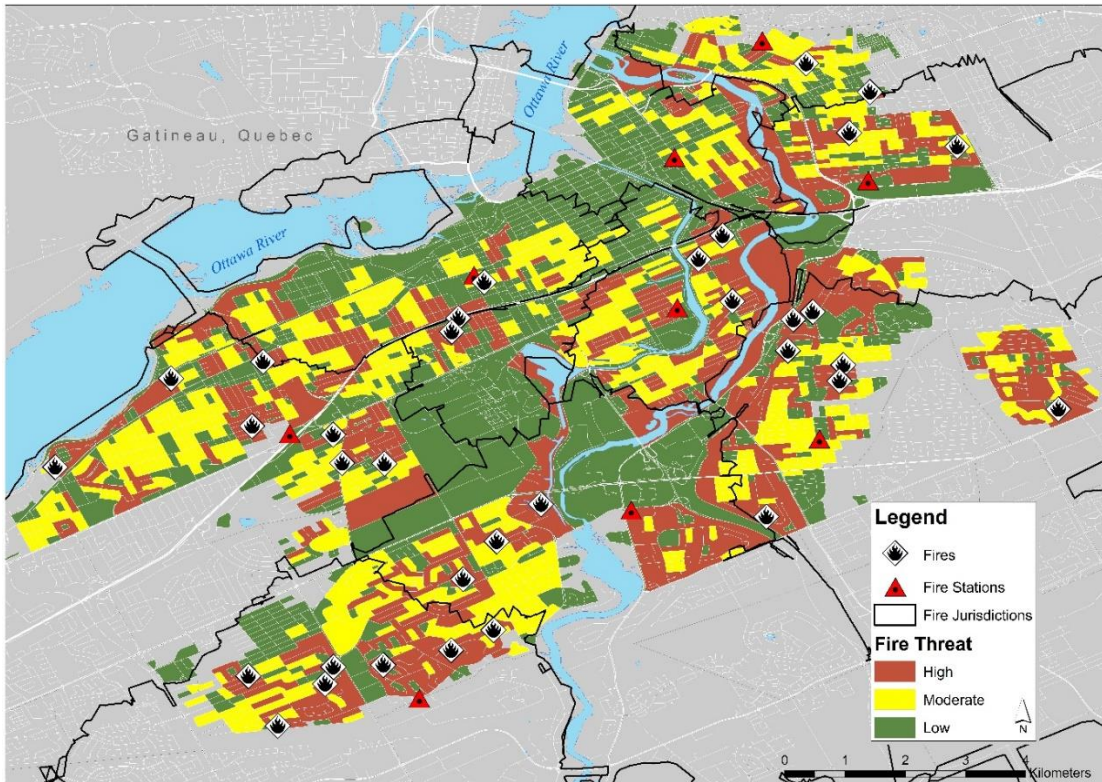 Ottawa River
Gatineau, Quebec
Ottawa River
Legend
Fires
Fire Stations
Fire Jurisdictions
Fire Threat
High
Moderate
Low
N
0 1 2 3 4
Kilometers